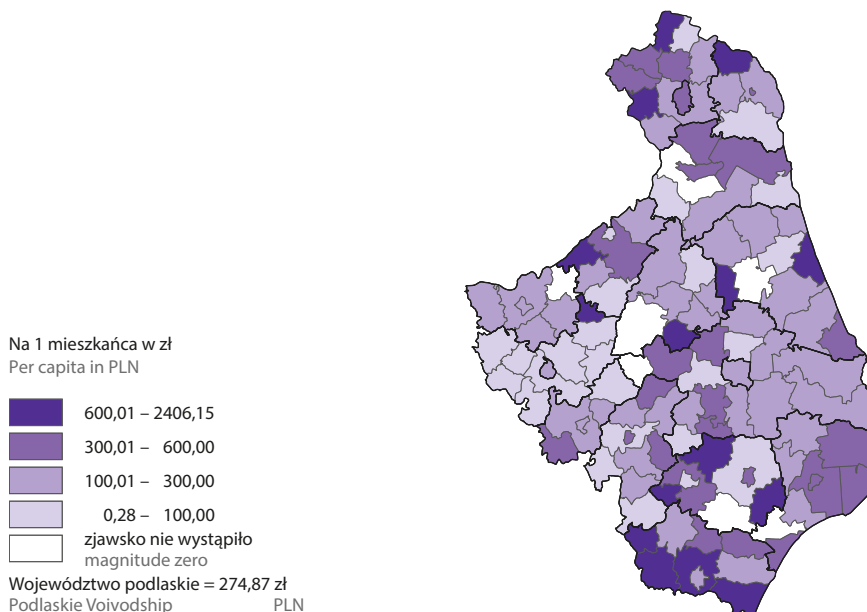 Na 1 mieszkańca w zł
Per capita in PLN
600,01 – 2406,15
300,01 – 600,00
100,01 – 300,00
0,28 – 100,00
zjawsko nie wystąpiło
magnitude zero
Województwo podlaskie = 274,87 zł
Podlaskie Voivodship PLN